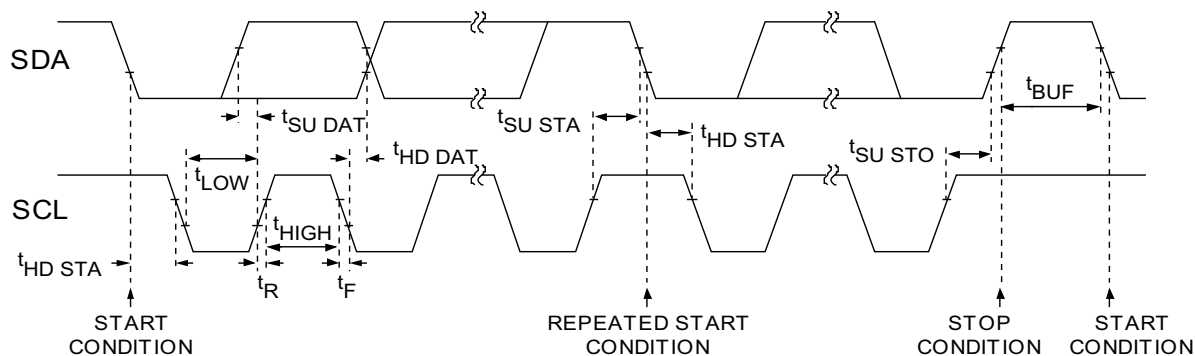 SDA
tBUF
tSU DAT
tSU STA
tHD STA
tHD DAT
tSU STO
tLOW
SCL
tHIGH
tHD STA
tR
tF
START
CONDITION
REPEATED START
CONDITION
STOP
CONDITION
START
CONDITION